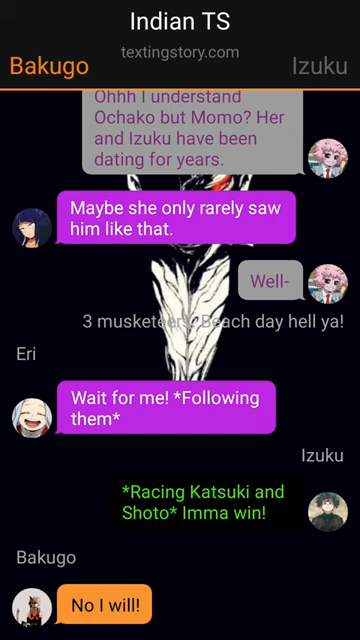 Indian TS
textingstory.com
Bakugo
Izuku
Ohhh I understand
Ochako but Momo? Her
and Izuku have been
dating for years.
Maybe she only rarely saw
him like that.
Well-
3 musketeers: Beach day hell ya!
Eri
Wait for me! *Following
them*
Izuku
*Racing Katsuki and
Shoto* Imma win!
Bakugo
No I will!